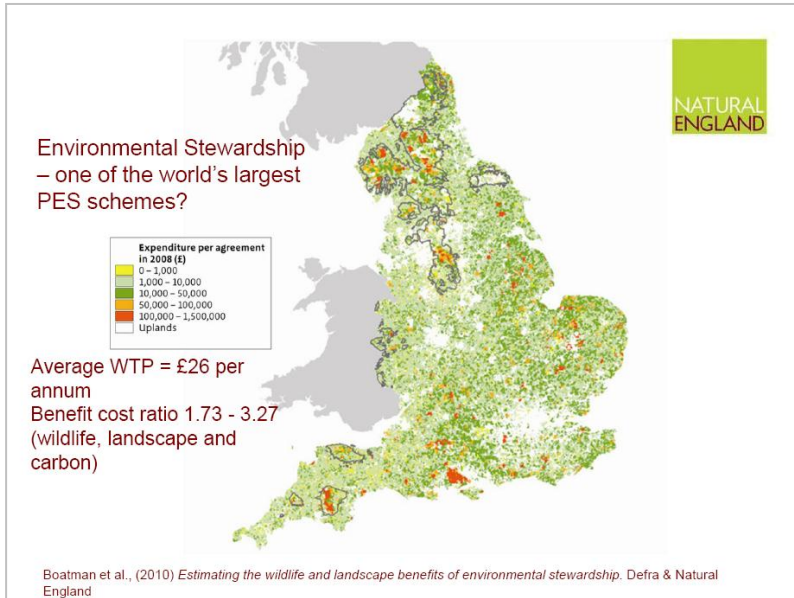 NATURAL
ENGLAND
Environmental Stewardship
– one of the world's largest
PES schemes?
Expenditure per agreement
in 2008 (£)
0 – 1,000
1,000 – 10,000
10,000 – 50,000
50,000 – 100,000
100,000 – 1,500,000
Uplands
Average WTP = £26 per
annum
Benefit cost ratio 1.73 - 3.27
(wildlife, landscape and
carbon)
Boatman et al., (2010) Estimating the wildlife and landscape benefits of environmental stewardship. Defra & Natural
England